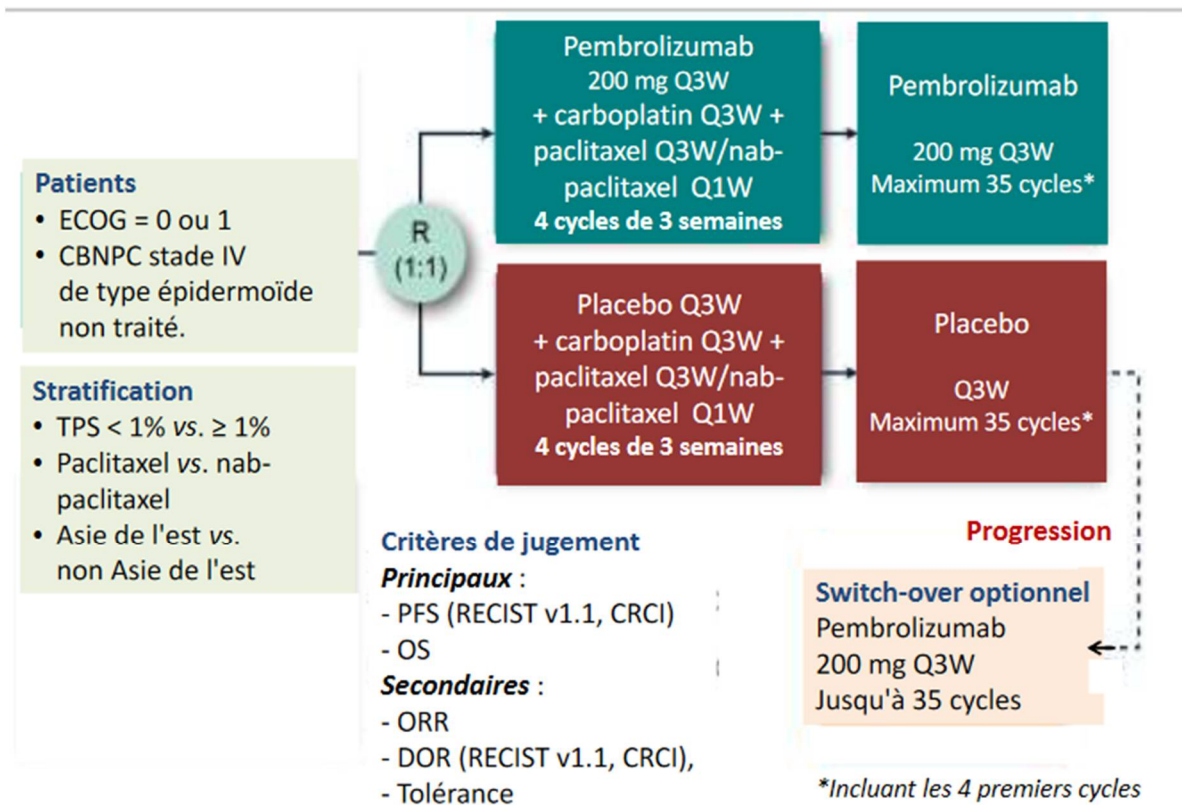 Patients
• ECOG = 0 ou 1
• CBNPC stade IV
de type épidermoïde
non traité.
Stratification
• TPS < 1% vs. ≥ 1%
• Paclitaxel vs. nab-
paclitaxel
• Asie de l'est vs.
non Asie de l'est
R
(1:1)
Pembrolizumab
200 mg Q3W
+ carboplatin Q3W +
paclitaxel Q3W/nab-
paclitaxel Q1W
4 cycles de 3 semaines
Pembrolizumab
200 mg Q3W
Maximum 35 cycles*
Placebo Q3W
+ carboplatin Q3W +
paclitaxel Q3W/nab-
paclitaxel Q1W
4 cycles de 3 semaines
Placebo
Q3W
Maximum 35 cycles*
Critères de jugement
Principaux :
- PFS (RECIST v1.1, CRCI)
- OS
Secondaires :
- ORR
- DOR (RECIST v1.1, CRCI),
- Tolérance
Progression
Switch-over optionnel
Pembrolizumab
200 mg Q3W
Jusqu'à 35 cycles
*Incluant les 4 premiers cycles